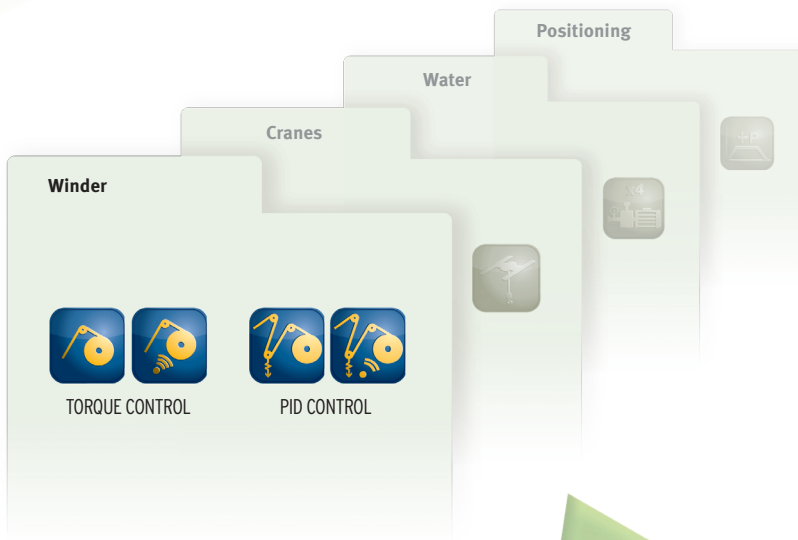 Positioning
Water
Cranes
Winder
TORQUE CONTROL
PID CONTROL